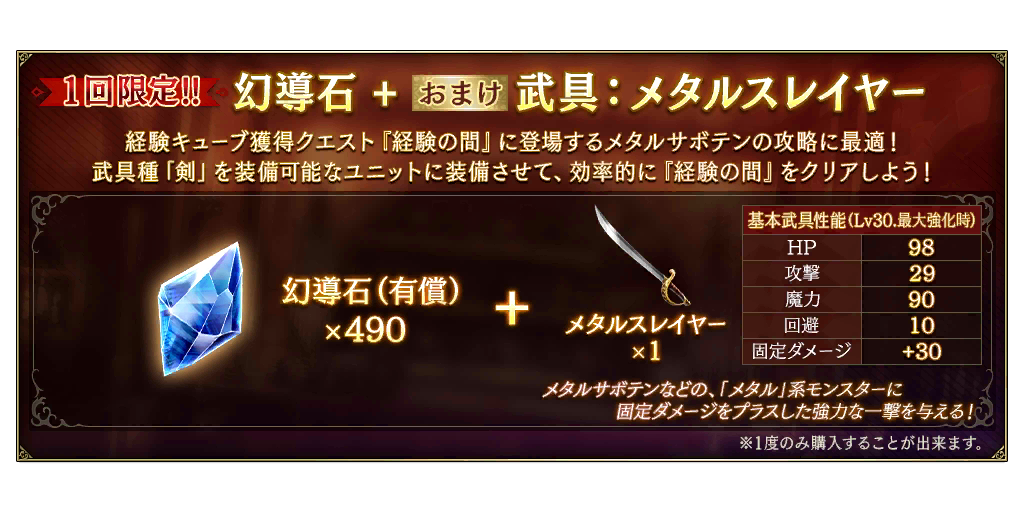 1回限定!! 幻導石 + おまけ 武具：メタルスレイヤー
経験キューブ獲得クエスト『経験の間』に登場するメタルサボテンの攻略に最適！
武具種「剣」を装備可能なユニットに装備させて、効率的に『経験の間』をクリアしよう！
幻導石（有償）
×490
+
メタルスレイヤー
×1
基本武具性能（Lv30.最大強化時）
HP 98
攻撃 29
魔力 90
回避 10
固定ダメージ +30
メタルサボテンなどの、「メタル」系モンスターに
固定ダメージをプラスした強力な一撃を与える！
※1度のみ購入することが出来ます。